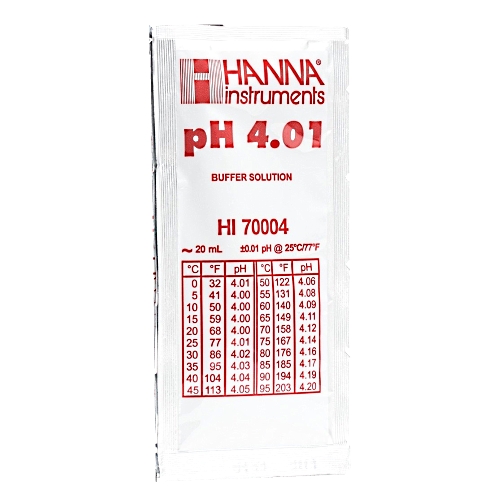 HANNA®
instruments
pH 4.01
BUFFER SOLUTION
HI 70004
~ 20 mL ±0.01 pH @ 25°C/77°F
°C °F pH °C °F pH
0 32 4.01 50 122 4.06
5 41 4.00 55 131 4.08
10 50 4.00 60 140 4.09
15 59 4.00 65 149 4.11
20 68 4.00 70 158 4.12
25 77 4.01 75 167 4.14
30 86 4.02 80 176 4.16
35 95 4.03 85 185 4.17
40 104 4.04 90 194 4.19
45 113 4.05 95 203 4.20